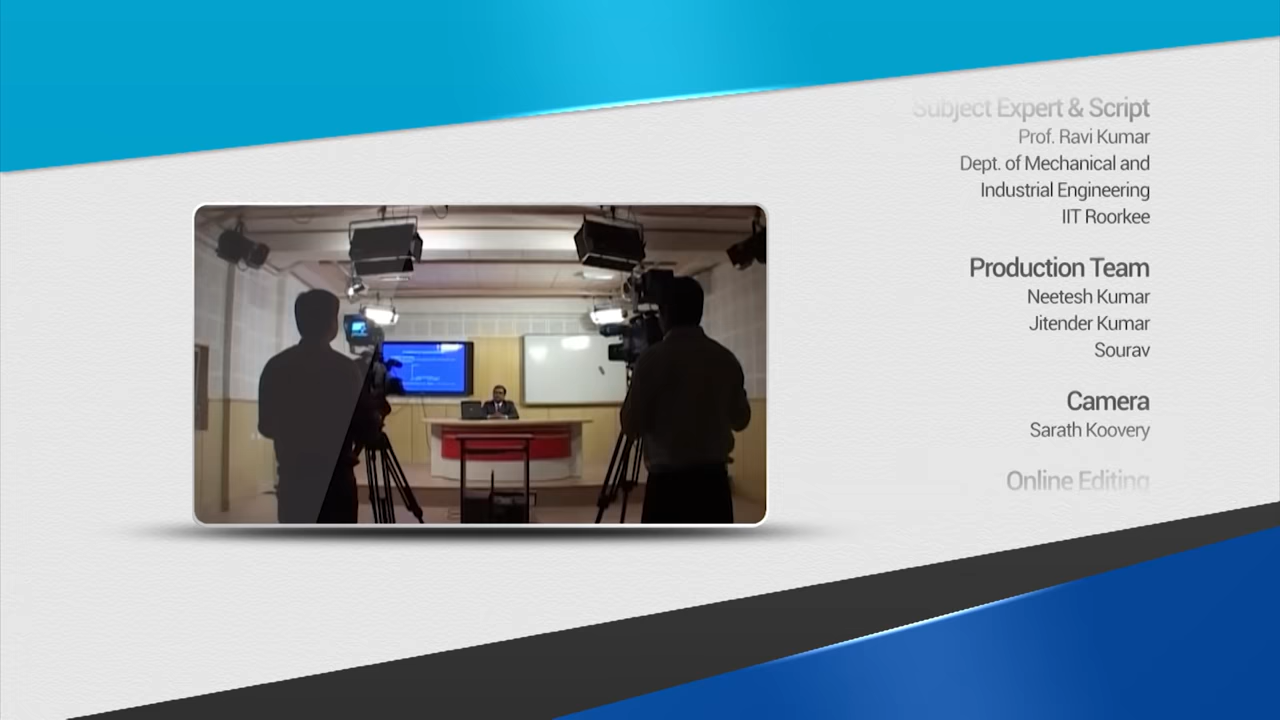 Subject Expert & Script
Prof. Ravi Kumar
Dept. of Mechanical and
Industrial Engineering
IIT Roorkee
Production Team
Neetesh Kumar
Jitender Kumar
Sourav
Camera
Sarath Koovery
Online Editing